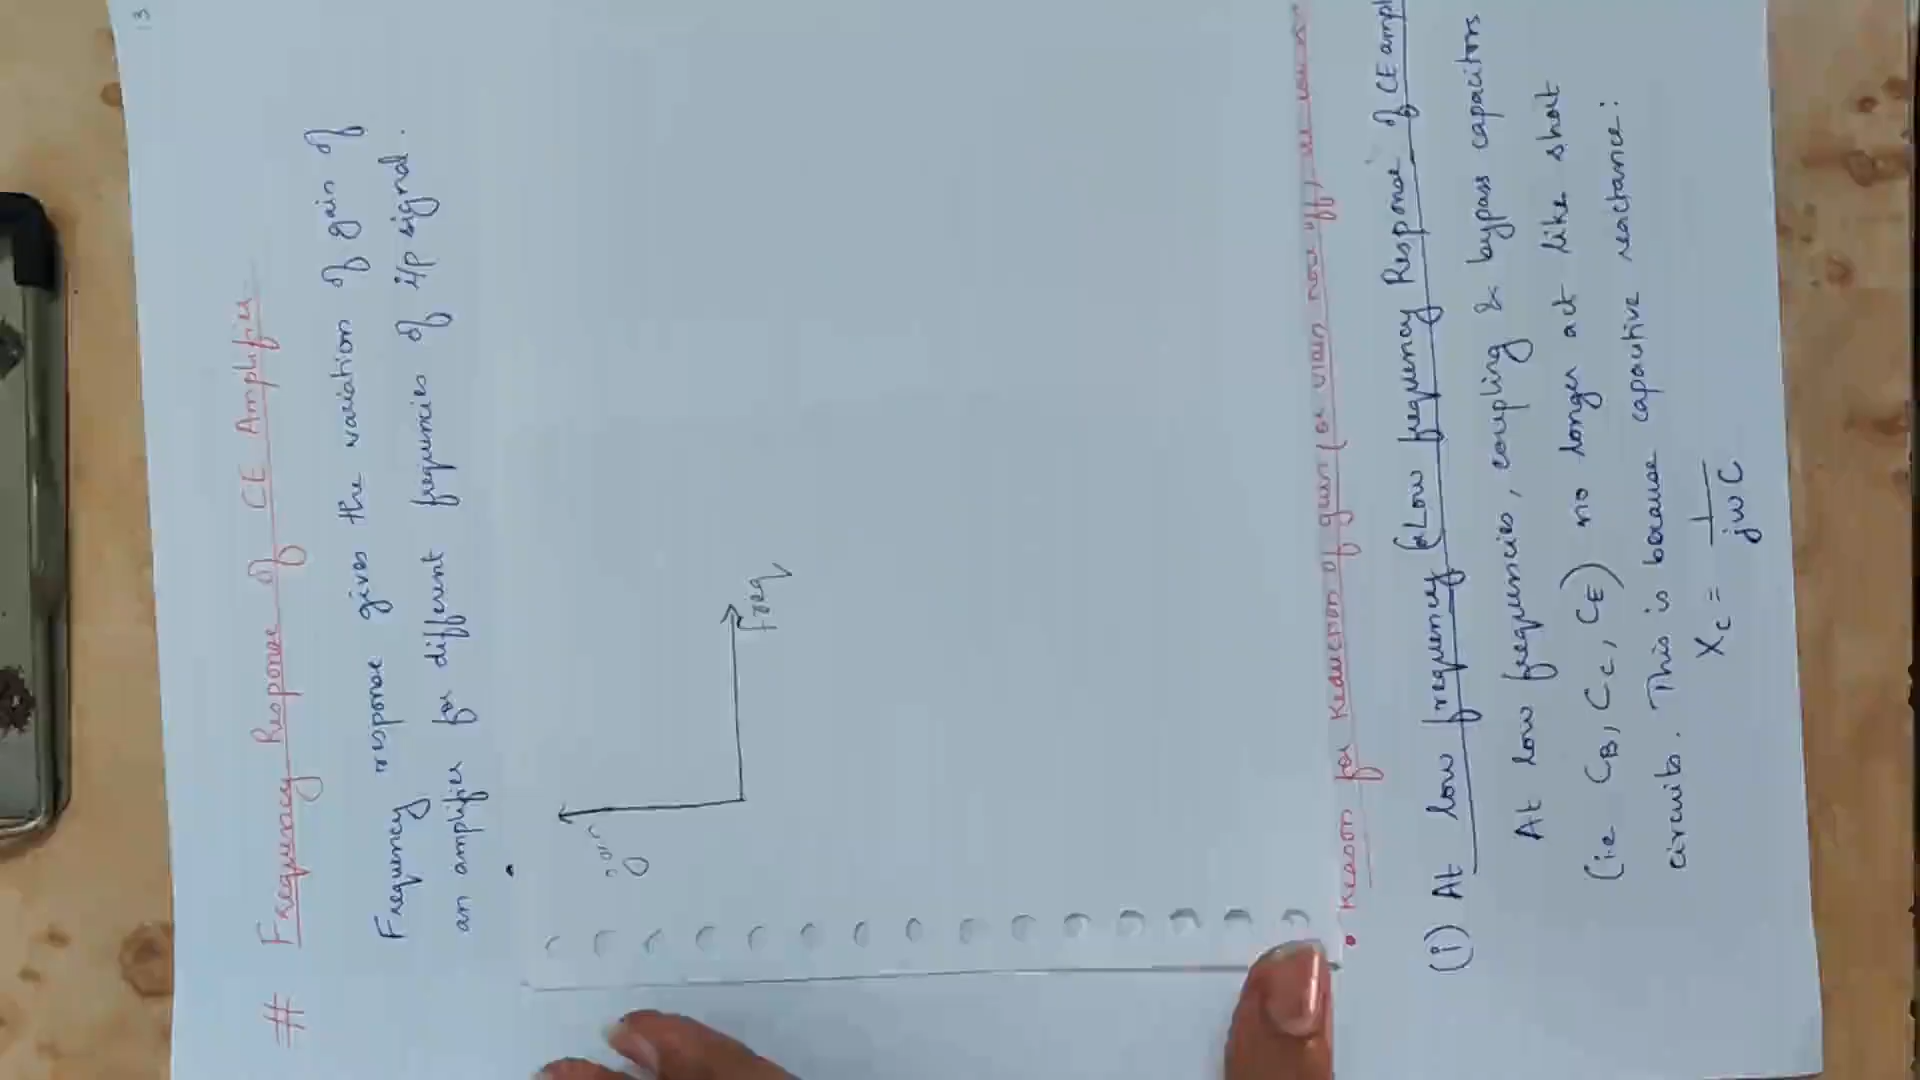 13
# Frequency Response of CE Amplifier
Frequency response gives the variation of gain of
an amplifier for different frequencies of i/p signal.
gain
Freq
• Reason for Reduction of gain (or
(i) At low frequency (Low frequency Response of CE ampl
At low frequencies, coupling & bypass capacitors
(ie CB, CC, CE) no longer act like short
circuits. This is because capacitive reactance:
Xc = 1/jωC